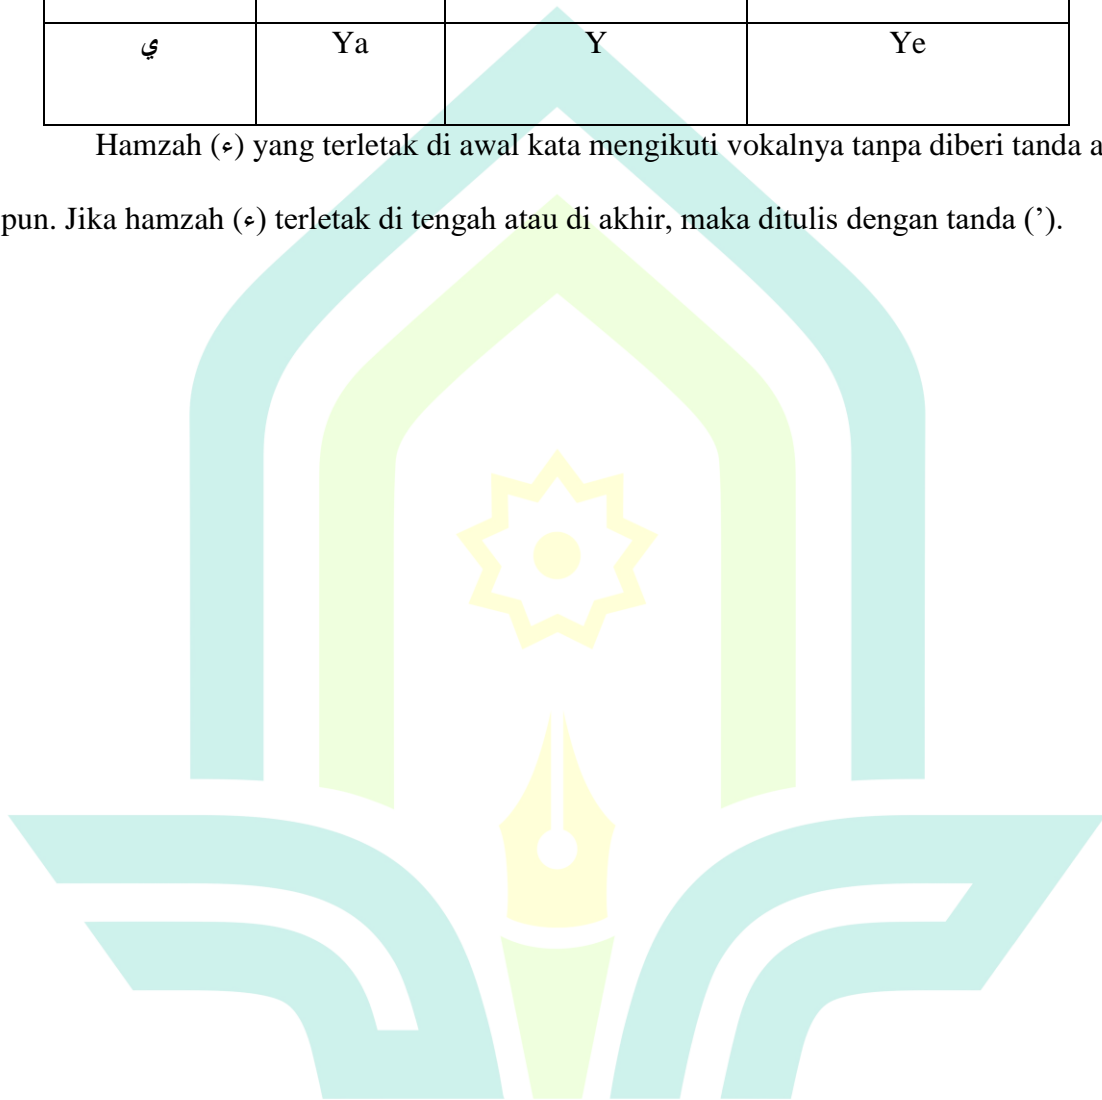 ي Ya Y Ye
Hamzah (ء) yang terletak di awal kata mengikuti vokalnya tanpa diberi tanda a
pun. Jika hamzah (ء) terletak di tengah atau di akhir, maka ditulis dengan tanda (’).